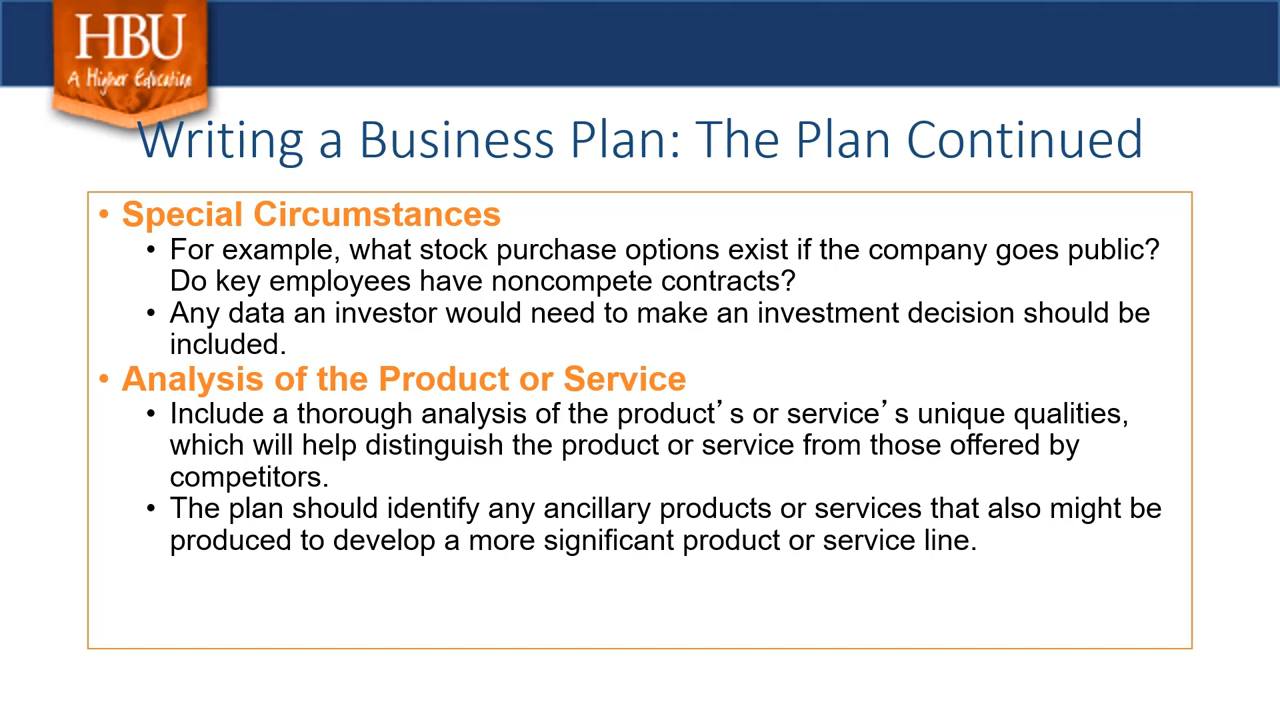 HBU
A Higher Education
Writing a Business Plan: The Plan Continued
• Special Circumstances
• For example, what stock purchase options exist if the company goes public?
Do key employees have noncompete contracts?
• Any data an investor would need to make an investment decision should be
included.
• Analysis of the Product or Service
• Include a thorough analysis of the product’s or service’s unique qualities,
which will help distinguish the product or service from those offered by
competitors.
• The plan should identify any ancillary products or services that also might be
produced to develop a more significant product or service line.